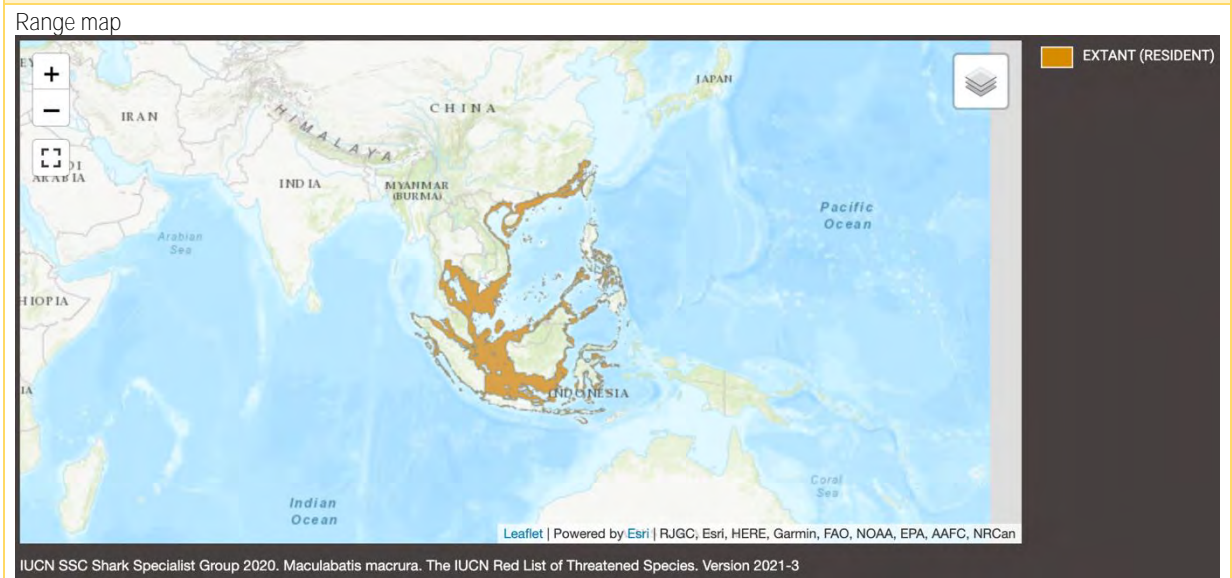 Range map
EXTANT (RESIDENT)
+
JAPAN
CHINA
−
IRAN
HIMALAYA
ARABIA
INDIA
MYANMAR
(BURMA)
Pacific
Ocean
Arabian
Sea
HIOPIA
INDONESIA
Coral
Sea
Indian
Ocean
Leaflet | Powered by Esri | RJGC, Esri, HERE, Garmin, FAO, NOAA, EPA, AAFC, NRCan
IUCN SSC Shark Specialist Group 2020. Maculabatis macrura. The IUCN Red List of Threatened Species. Version 2021-3